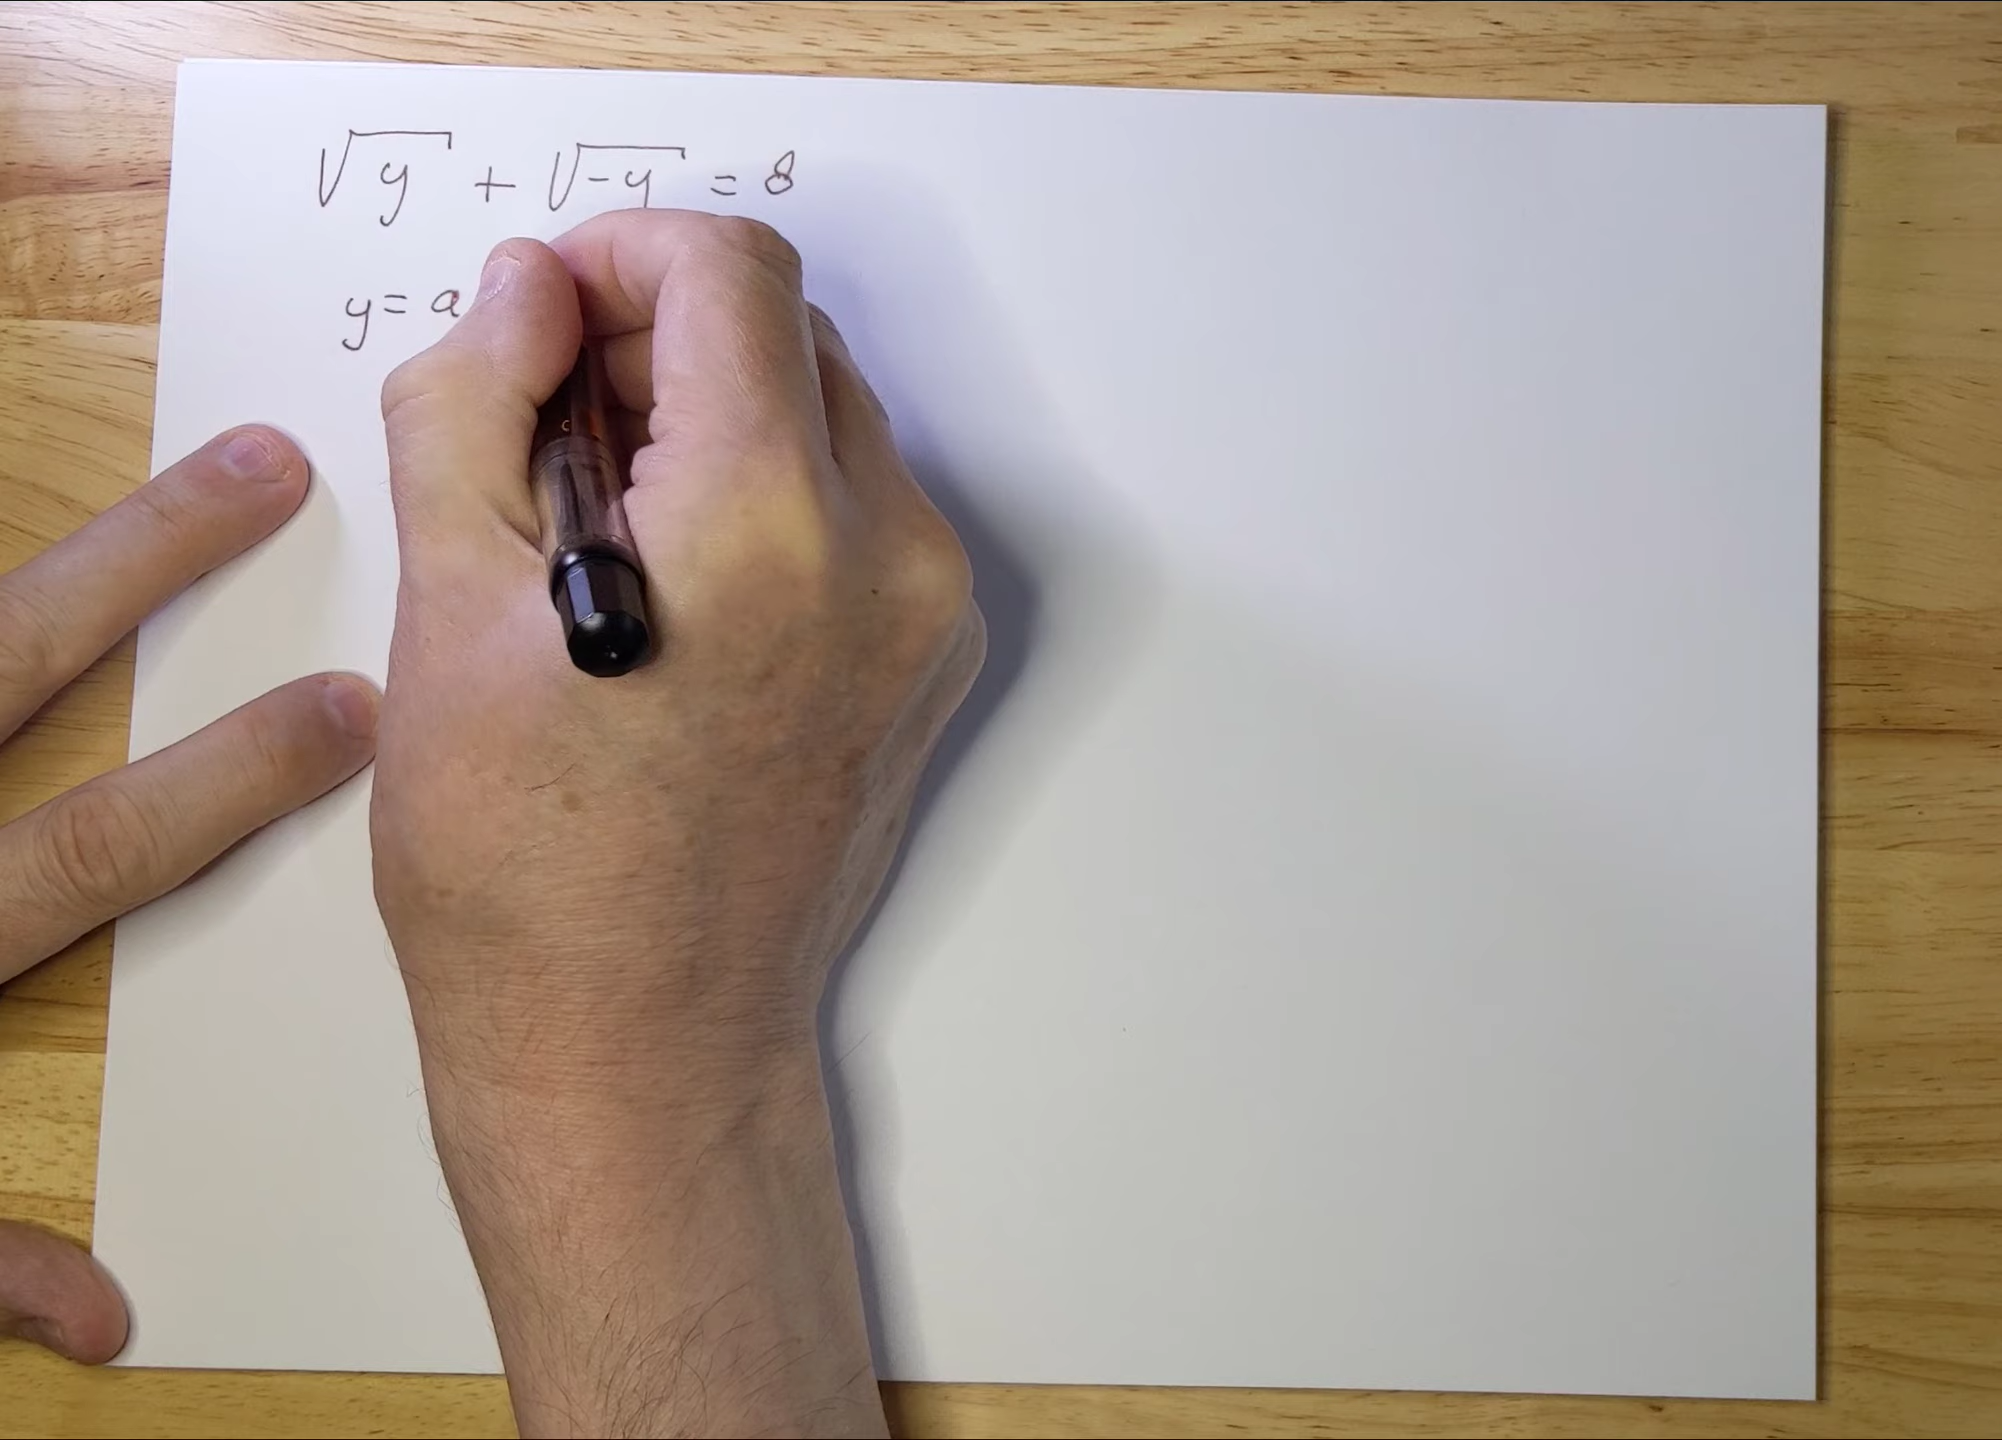 √y + √-y = 8
y = a